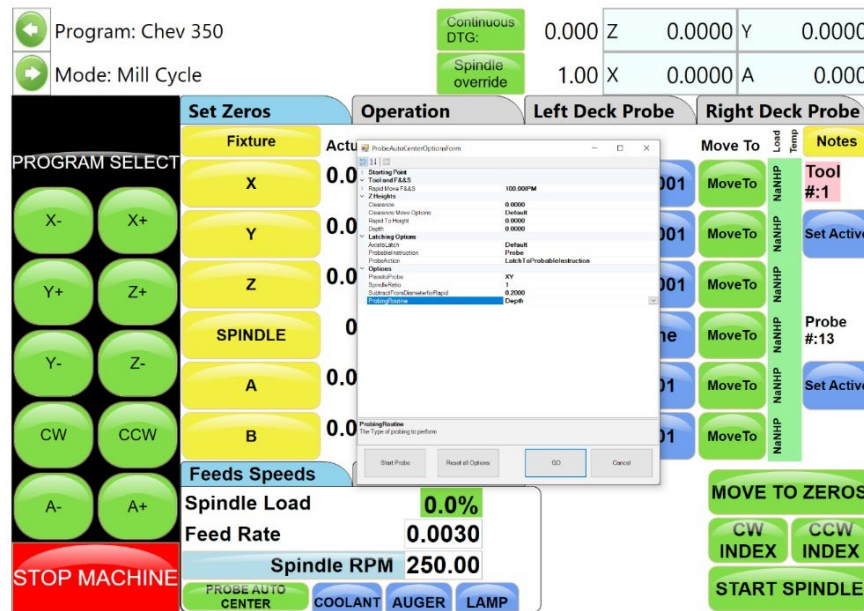 Program: Chev 350
Continuous DTG: 0.000 Z 0.0000 Y 0.0000
Mode: Mill Cycle
Spindle override 1.00 X 0.0000 A 0.000
Set Zeros Operation Left Deck Probe Right Deck Probe
PROGRAM SELECT
X- X+
Y+ Z+
Y- Z-
CW CCW
A- A+
STOP MACHINE
Fixture Move To Load Temp Notes
X MoveTo NaNHP Tool #:1
Y MoveTo NaNHP Set Active
Z MoveTo NaNHP
SPINDLE MoveTo NaNHP Probe #:13
A MoveTo NaNHP Set Active
B MoveTo NaNHP
ProbeAutoCenterOptionsForm
Starting Point
Tool and F&&S
Rapid Move F&&S 100.00IPM
Z Heights
Clearance 0.0000
Clearance Move Options Default
Rapid To Height 0.0000
Depth 0.0000
Latching Options
AxistoLatch Default
ProbableInstruction Probe
ProbeAction LatchToProbableInstruction
Options
PlanetoProbe XY
SpindleRatio 1
SubtractFromDiameterforRapid 0.2000
ProbingRoutine Depth
ProbingRoutine
The Type of probing to perform
Start Probe Reset all Options GO Cancel
Feeds Speeds
Spindle Load 0.0%
Feed Rate 0.0030
Spindle RPM 250.00
PROBE AUTO CENTER COOLANT AUGER LAMP
MOVE TO ZEROS
CW INDEX CCW INDEX
START SPINDLE